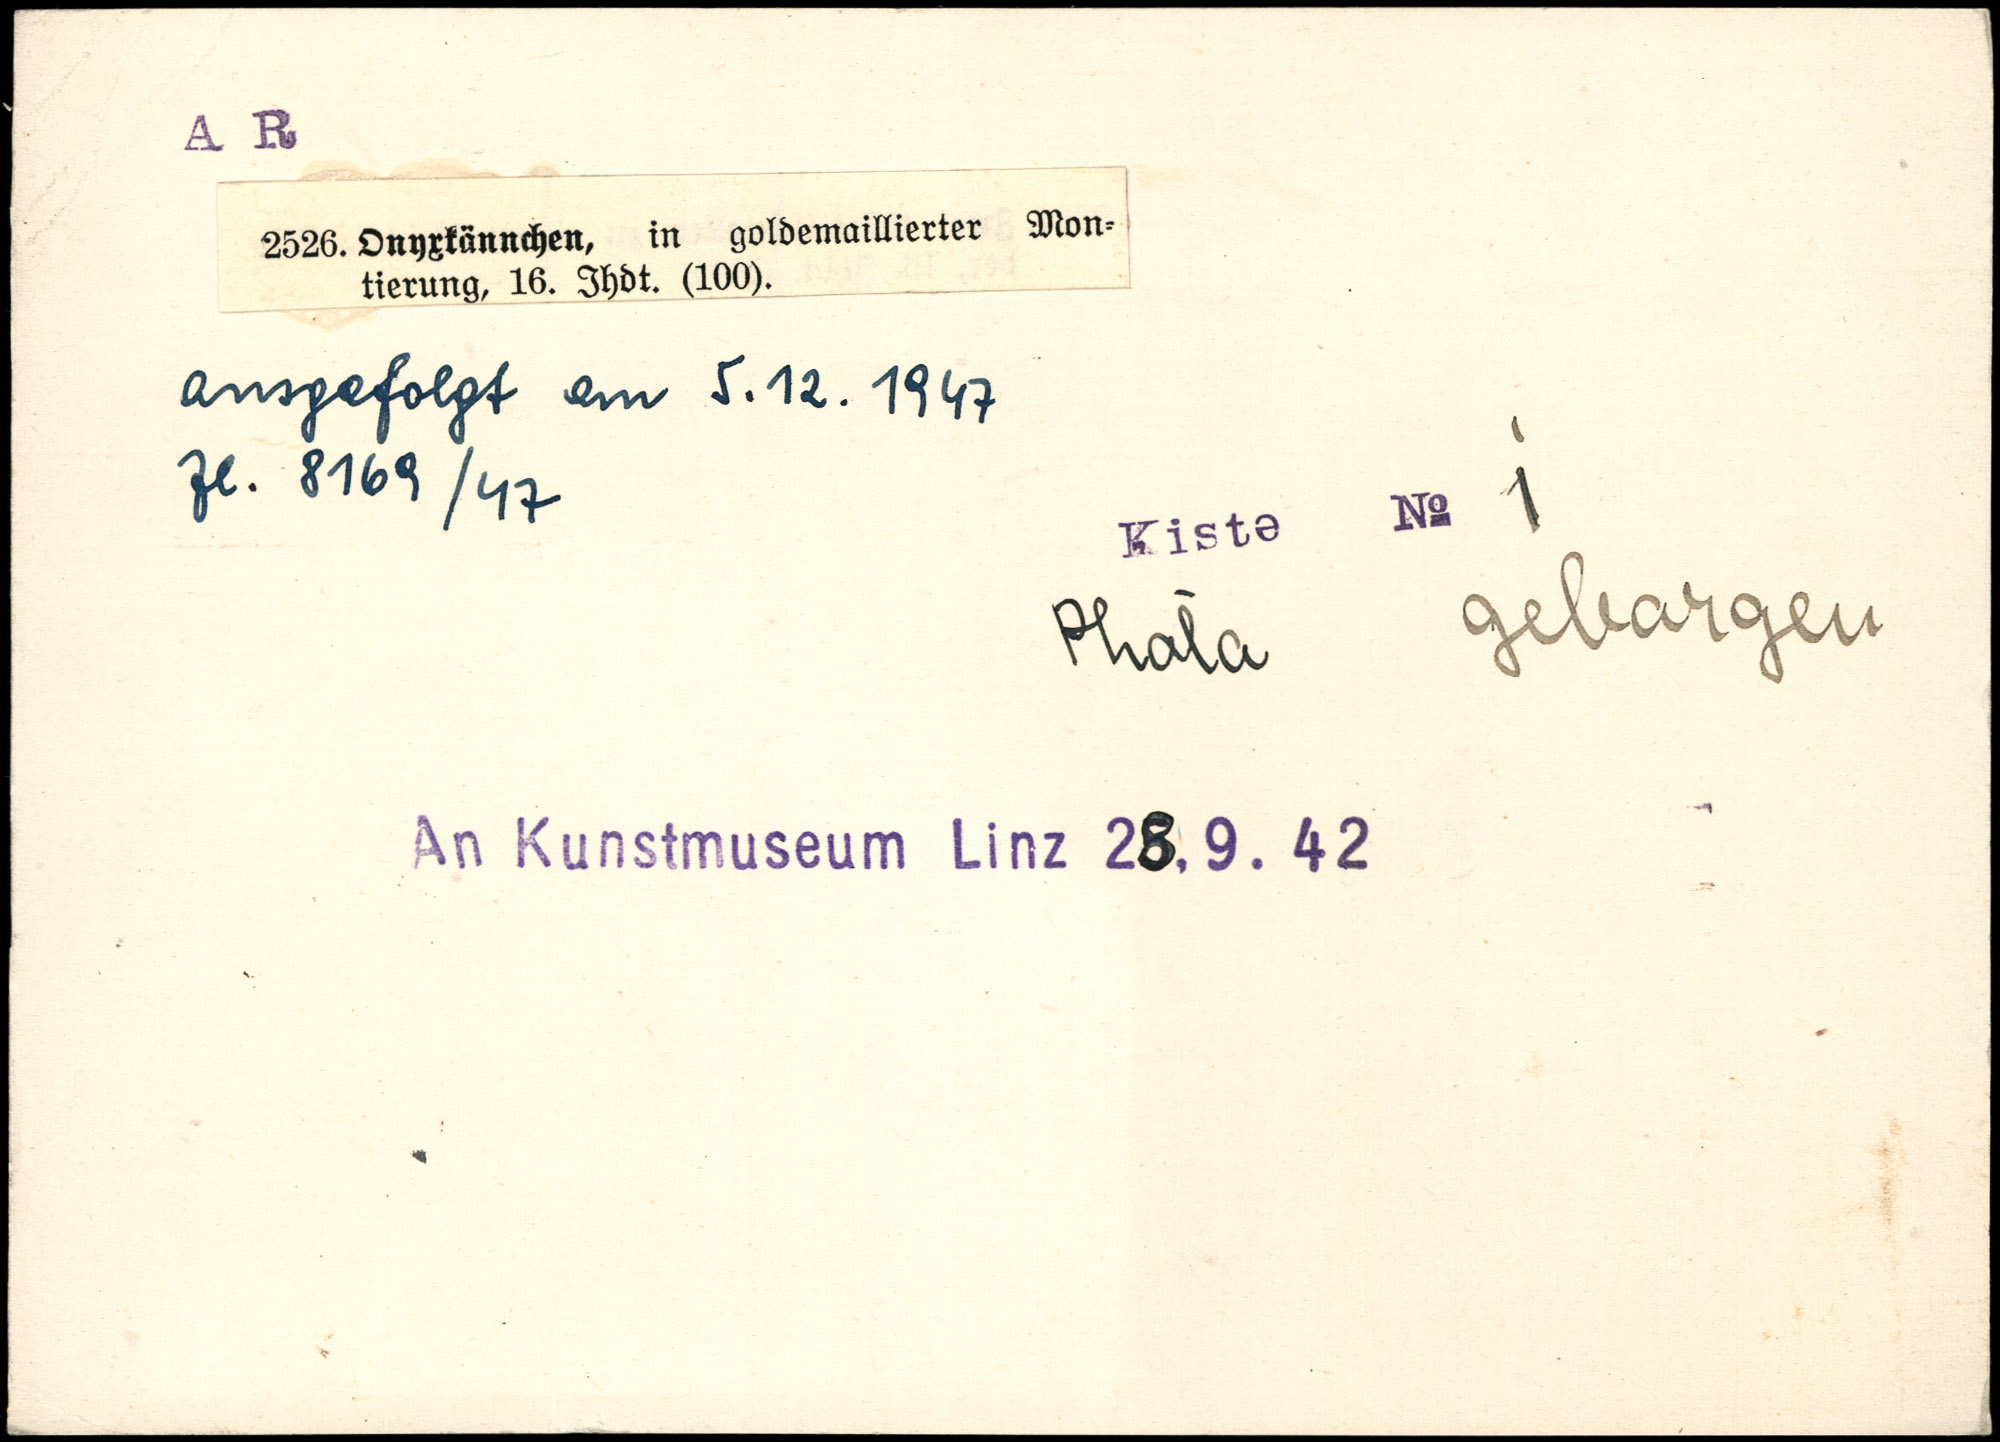 A R
2526. Onyxkännchen, in goldemaillierter Mon-
tierung, 16. Jhdt. (100).
ausgefolgt am 5.12. 1947
Zl. 8169/47
Kiste № 1
Phota geborgen
An Kunstmuseum Linz 28.9.42